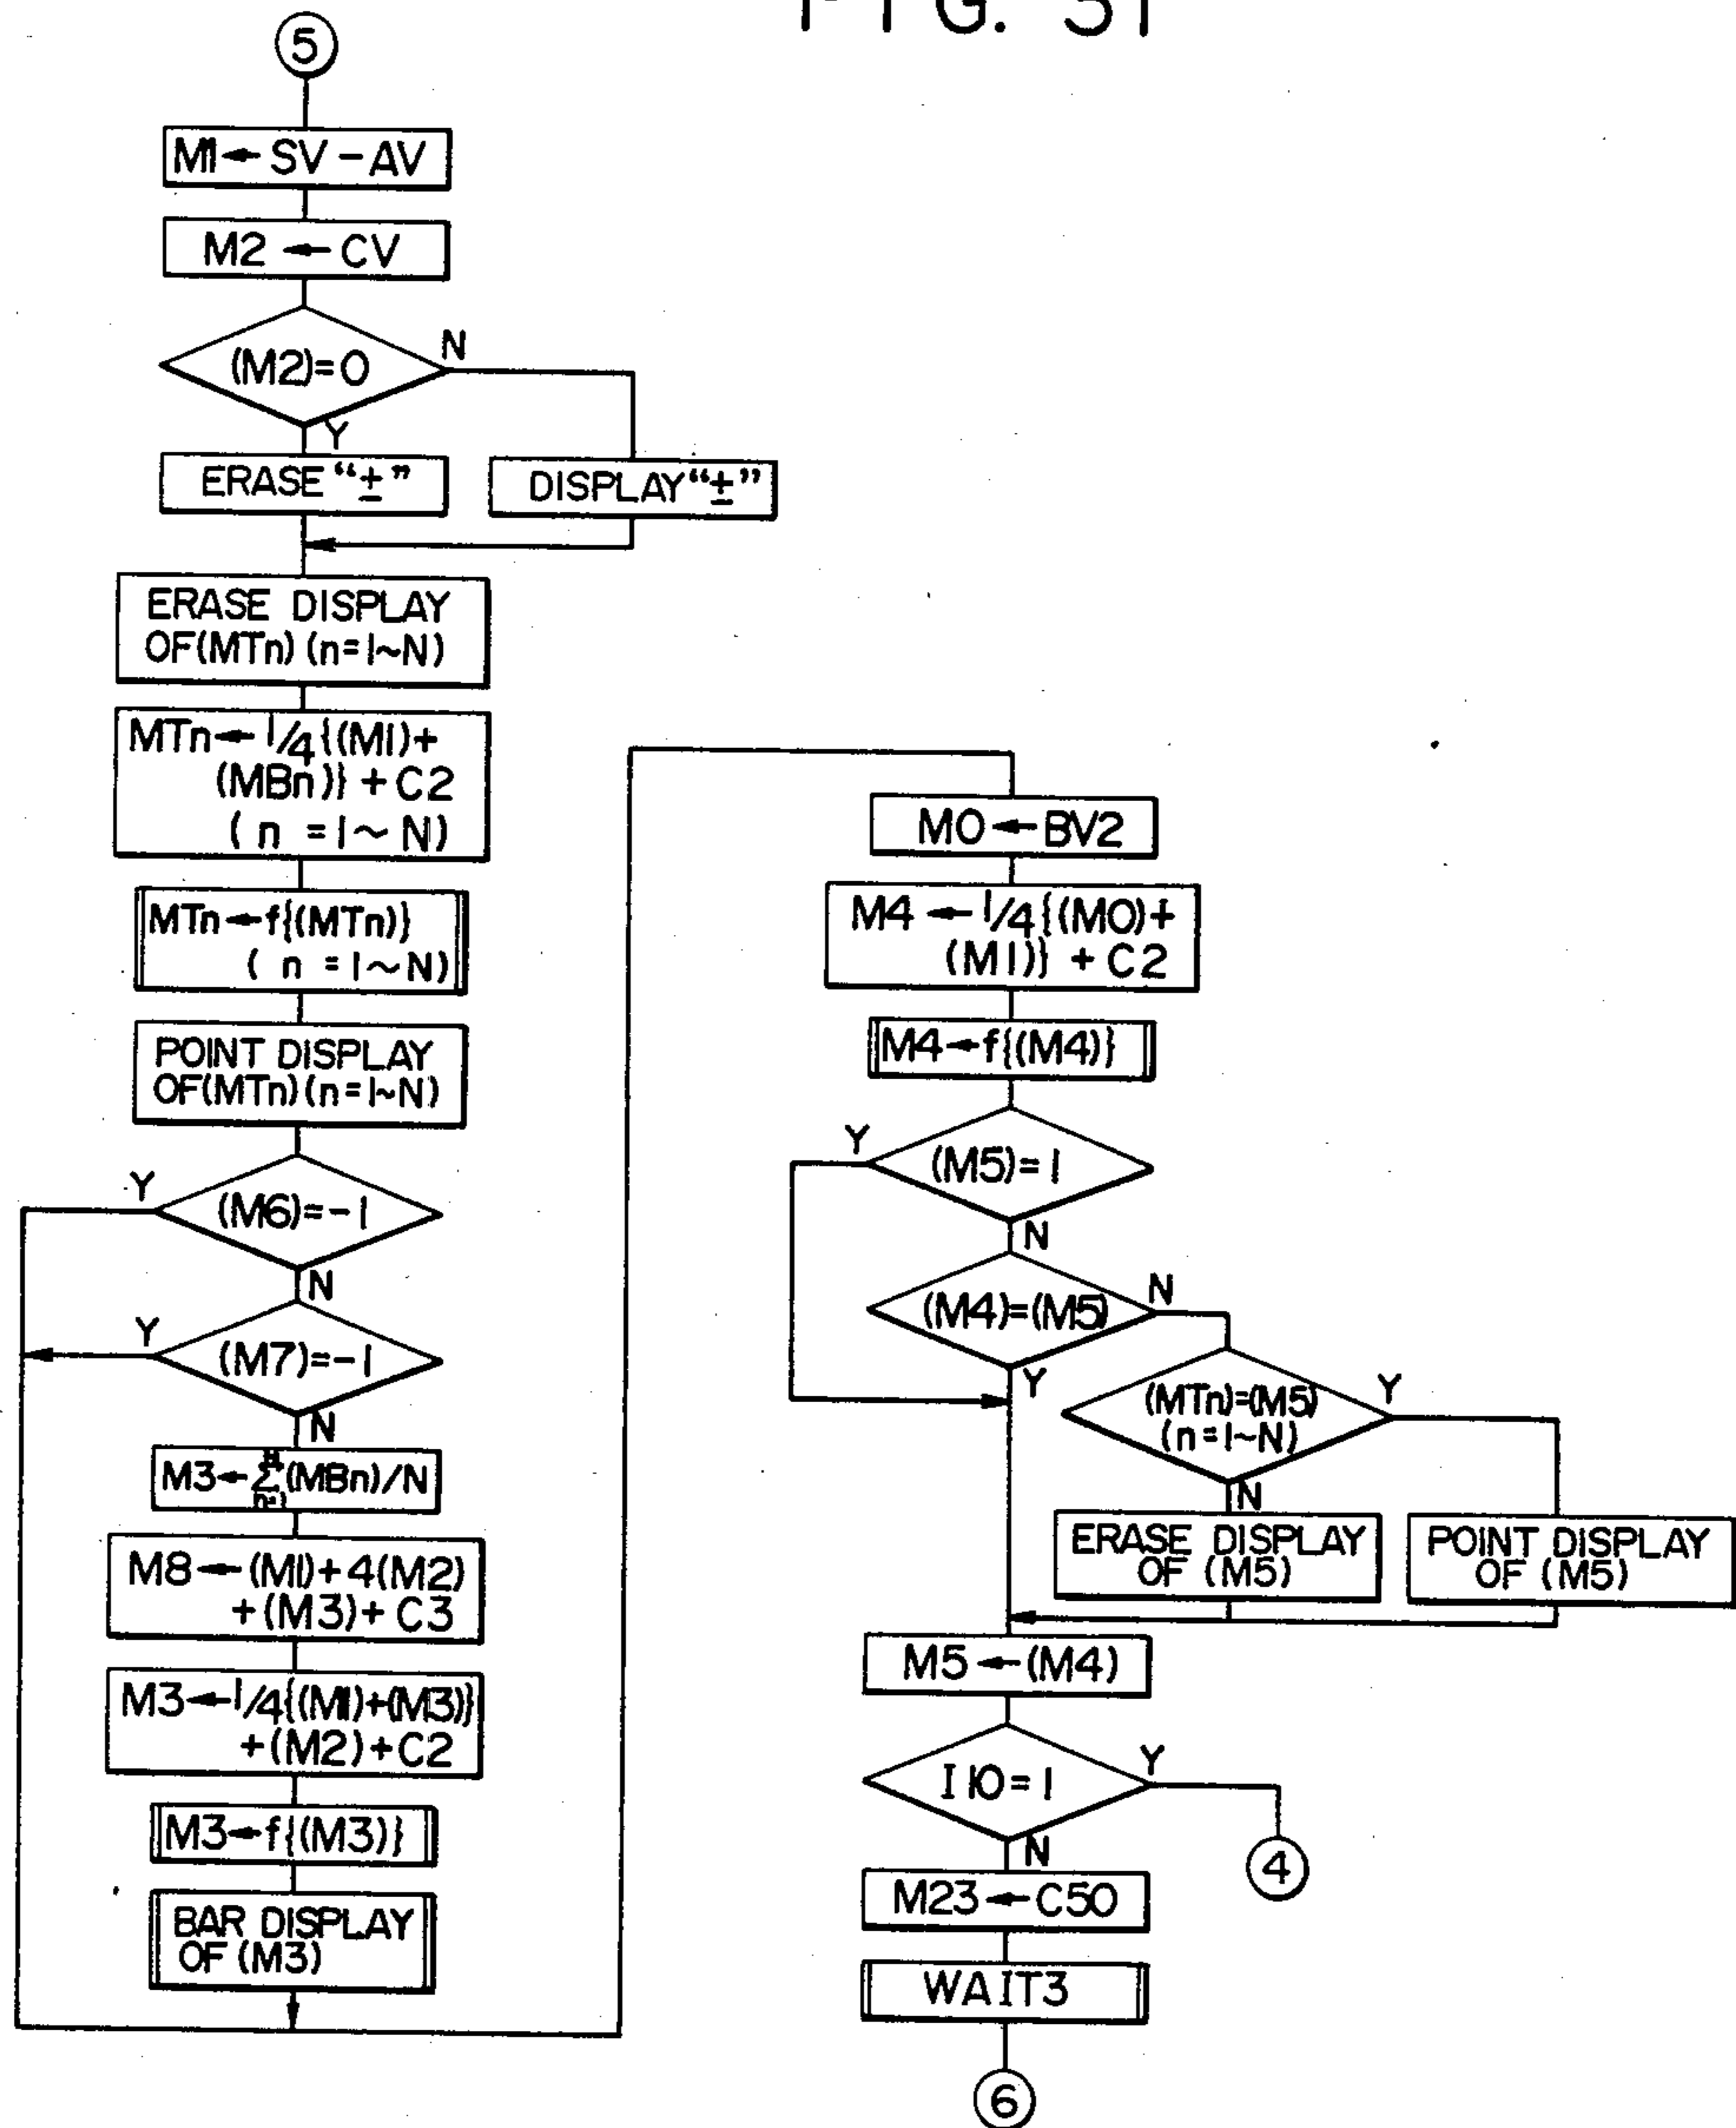 FIG. 31
5
M1←SV-AV
M2←CV
(M2)=0
N
Y
ERASE "±"
DISPLAY "±"
ERASE DISPLAY
OF(MTn) (n=1~N)
MTn←1/4{(M1)+
(MBn)}+C2
(n=1~N)
MTn←f{(MTn)}
(n=1~N)
POINT DISPLAY
OF(MTn)(n=1~N)
Y
(M6)=-1
N
Y
(M7)=-1
N
M3←Σ(MBn)/N
N
n=1
M8←(M1)+4(M2)
+(M3)+C3
M3←1/4{(M1)+(M3)}
+(M2)+C2
M3←f{(M3)}
BAR DISPLAY
OF (M3)
M0←BV2
M4←1/4{(M0)+
(M1)}+C2
M4←f{(M4)}
Y
(M5)=1
N
(M4)=(M5)
N
Y
(MTn)=(M5)
(n=1~N)
Y
N
ERASE DISPLAY
OF (M5)
POINT DISPLAY
OF (M5)
M5←(M4)
I10=1
Y
4
N
M23←C50
WAIT3
6